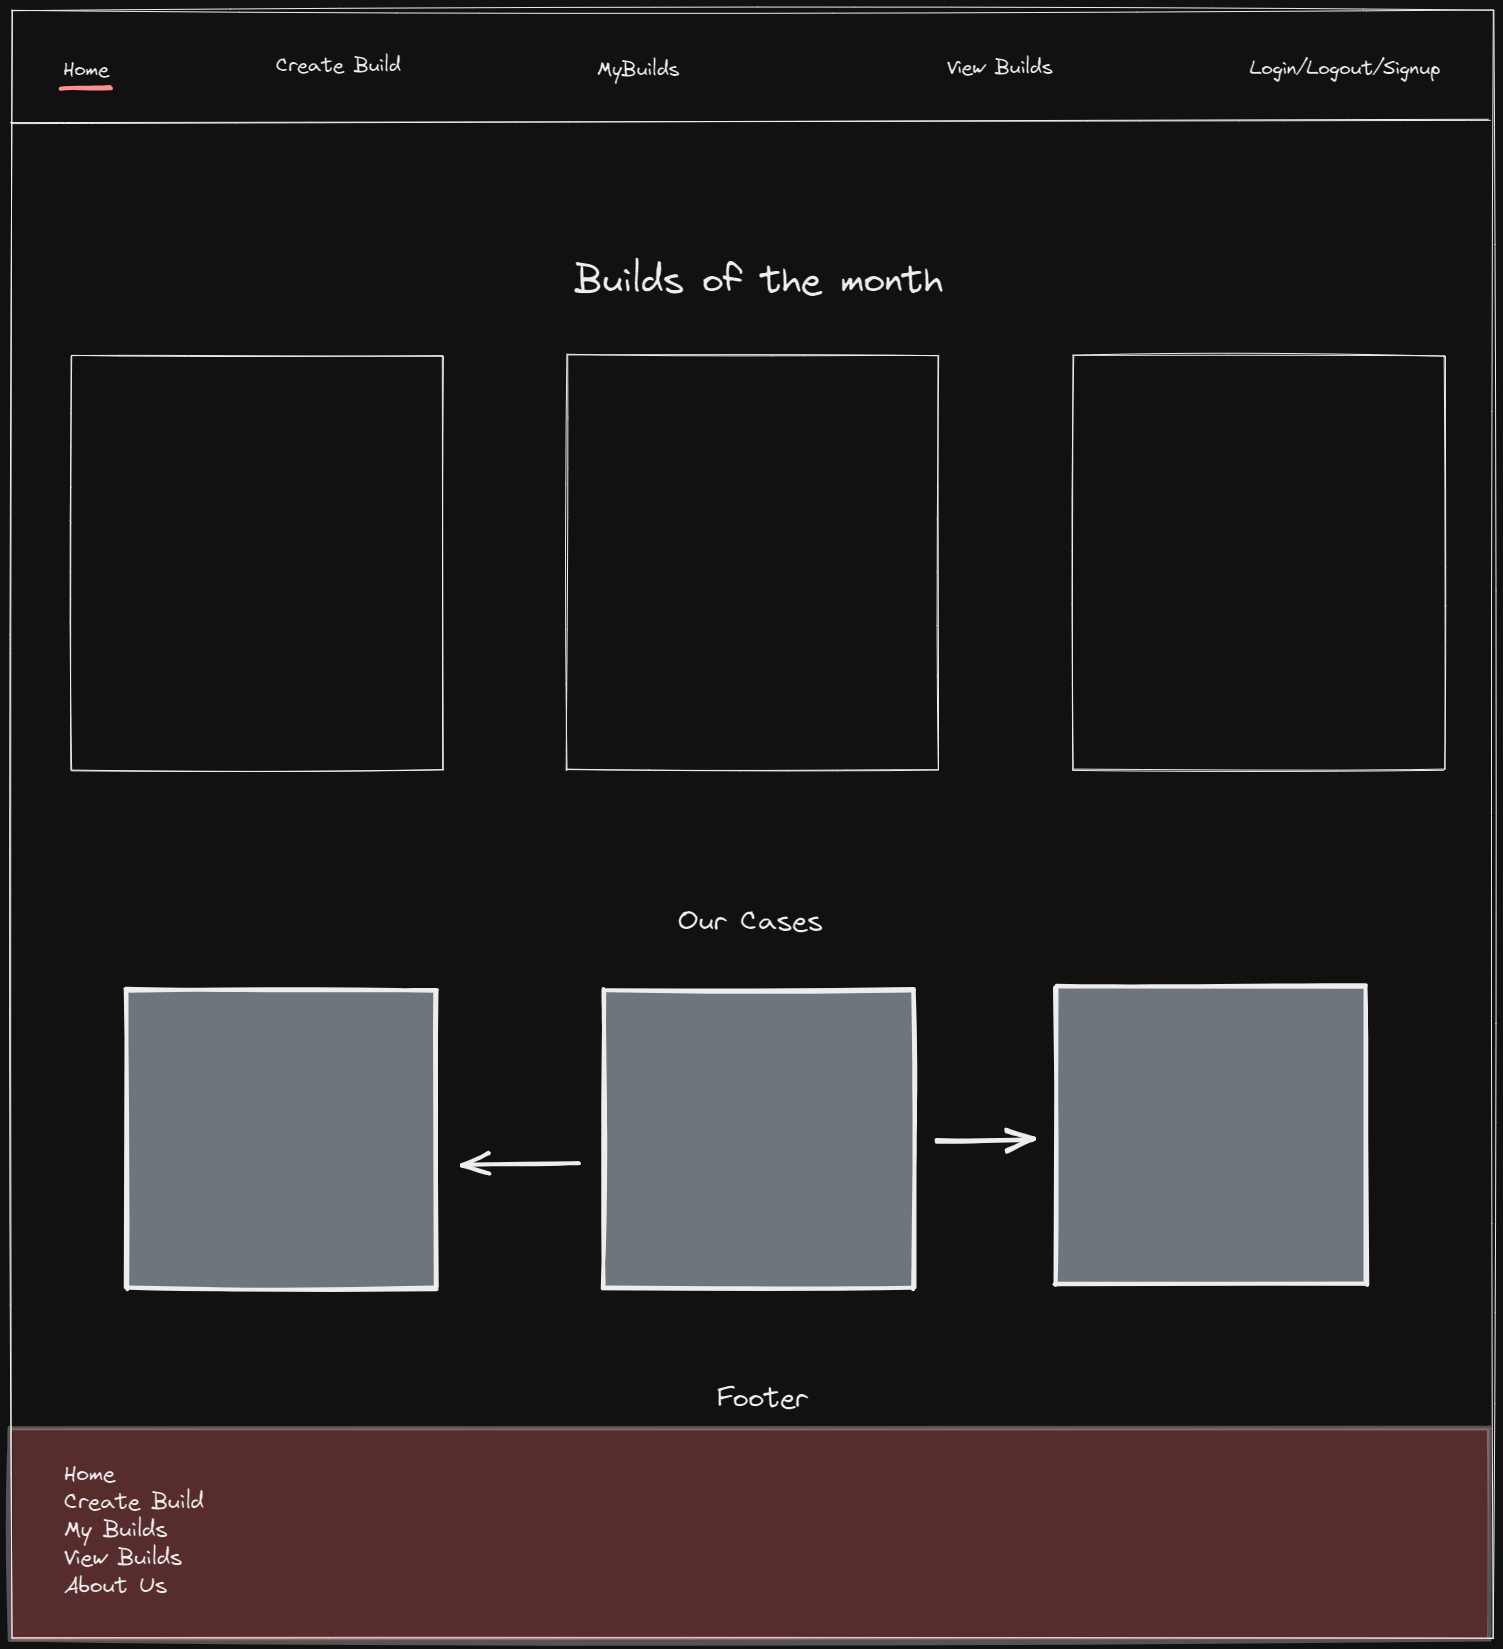 Home
Create Build
MyBuilds
View Builds
Login/Logout/Signup
Builds of the month
Our Cases
Footer
Home
Create Build
My Builds
View Builds
About Us